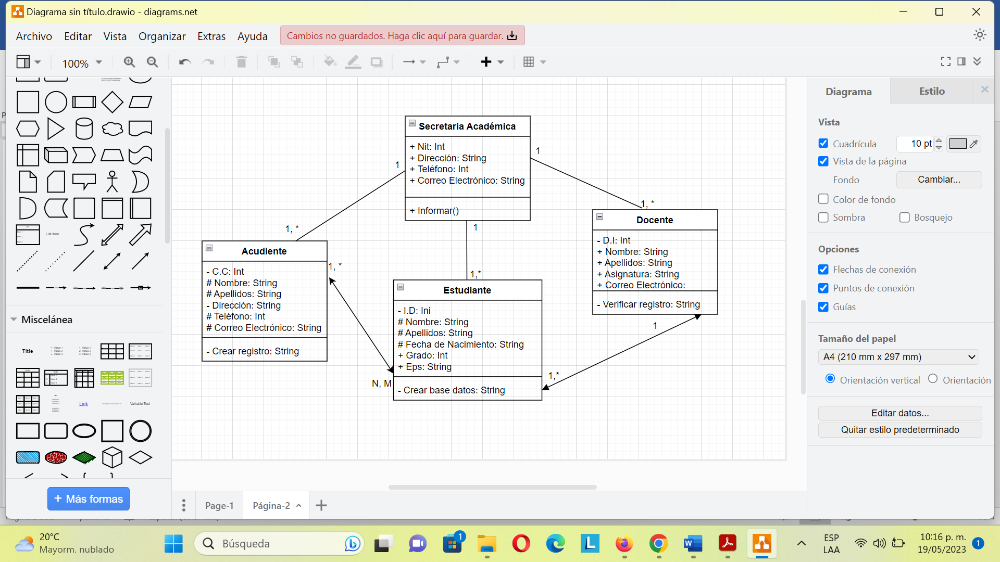 Diagrama sin título.drawio - diagrams.net
Archivo Editar Vista Organizar Extras Ayuda Cambios no guardados. Haga clic aquí para guardar.
100%
List Item
Miscelánea
Title
Link
Variable Text
+ Más formas
Secretaria Académica
+ Nit: Int
+ Dirección: String
+ Teléfono: Int
+ Correo Electrónico: String
+ Informar()
1
1
1
1, *
1, *
1,*
Acudiente
- C.C: Int
# Nombre: String
# Apellidos: String
- Dirección: String
# Teléfono: Int
# Correo Electrónico: String
- Crear registro: String
1, *
N, M
Estudiante
- I.D: Ini
# Nombre: String
# Apellidos: String
# Fecha de Nacimiento: String
+ Grado: Int
+ Eps: String
- Crear base datos: String
Docente
- D.I: Int
+ Nombre: String
+ Apellidos: String
+ Asignatura: String
+ Correo Electrónico:
- Verificar registro: String
1
1,*
Page-1 Página-2
Diagrama Estilo
Vista
Cuadrícula 10 pt
Vista de la página
Fondo Cambiar...
Color de fondo
Sombra Bosquejo
Opciones
Flechas de conexión
Puntos de conexión
Guías
Tamaño del papel
A4 (210 mm x 297 mm)
Orientación vertical Orientación
Editar datos...
Quitar estilo predeterminado
20°C
Mayorm. nublado
Búsqueda
1
ESP
LAA
10:16 p. m.
19/05/2023
1